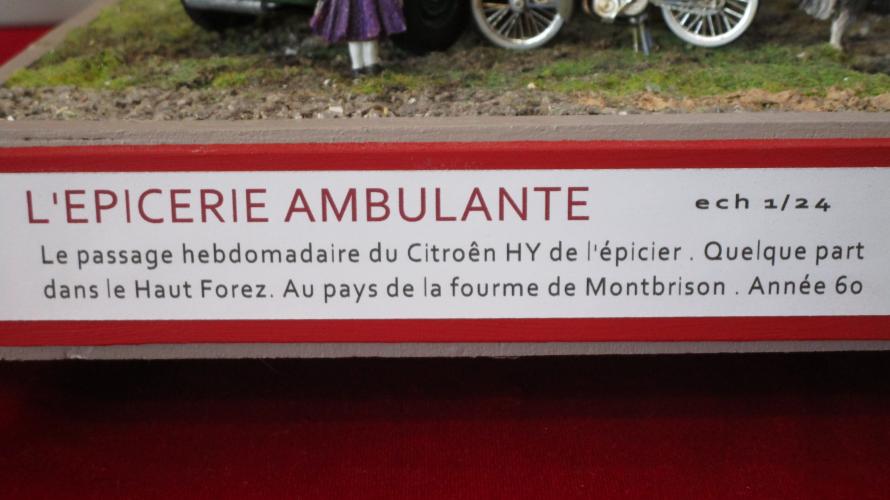 L'EPICERIE AMBULANTE ech 1/24
Le passage hebdomadaire du Citroên HY de l'épicier . Quelque part
dans le Haut Forez. Au pays de la fourme de Montbrison . Année 60